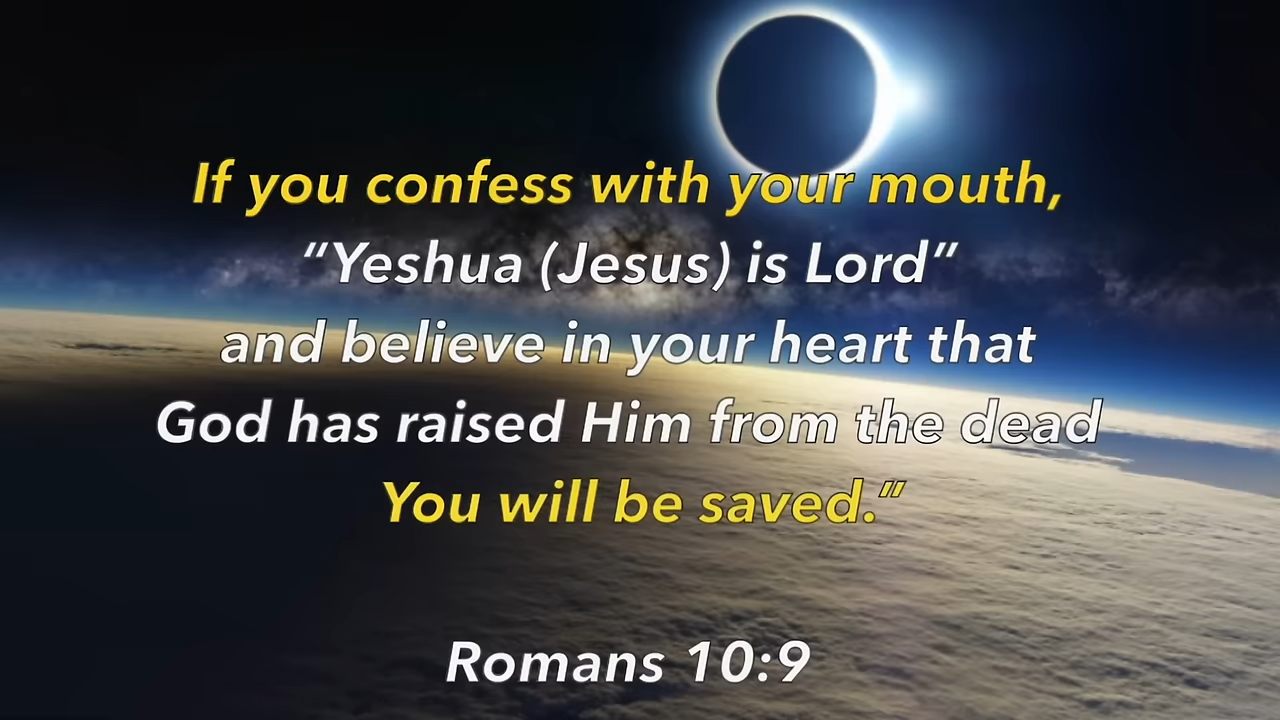 If you confess with your mouth,
“Yeshua (Jesus) is Lord”
and believe in your heart that
God has raised Him from the dead
You will be saved.”
Romans 10:9